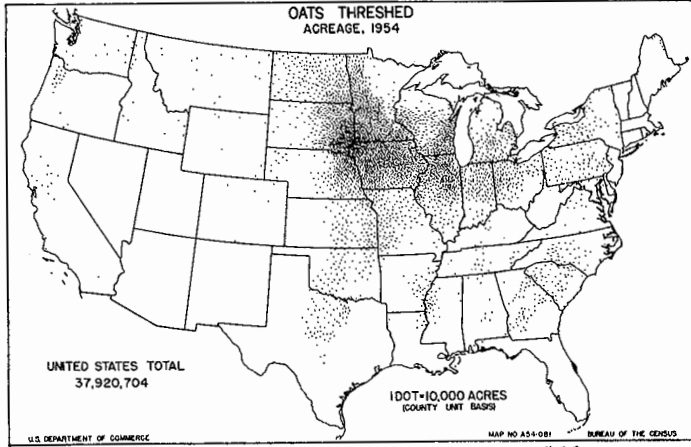 OATS THRESHED
ACREAGE, 1954
UNITED STATES TOTAL
37,920,704
1 DOT=10,000 ACRES
(COUNTY UNIT BASIS)
U.S. DEPARTMENT OF COMMERCE
MAP NO A54-081
BUREAU OF THE CENSUS